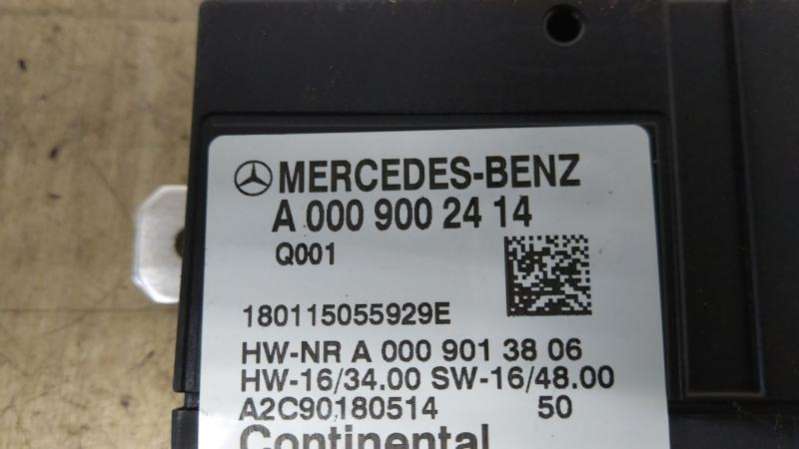 MERCEDES-BENZ
A 000 900 24 14
Q001
180115055929E
HW-NR A 000 901 38 06
HW-16/34.00 SW-16/48.00
A2C90180514 50
Continental